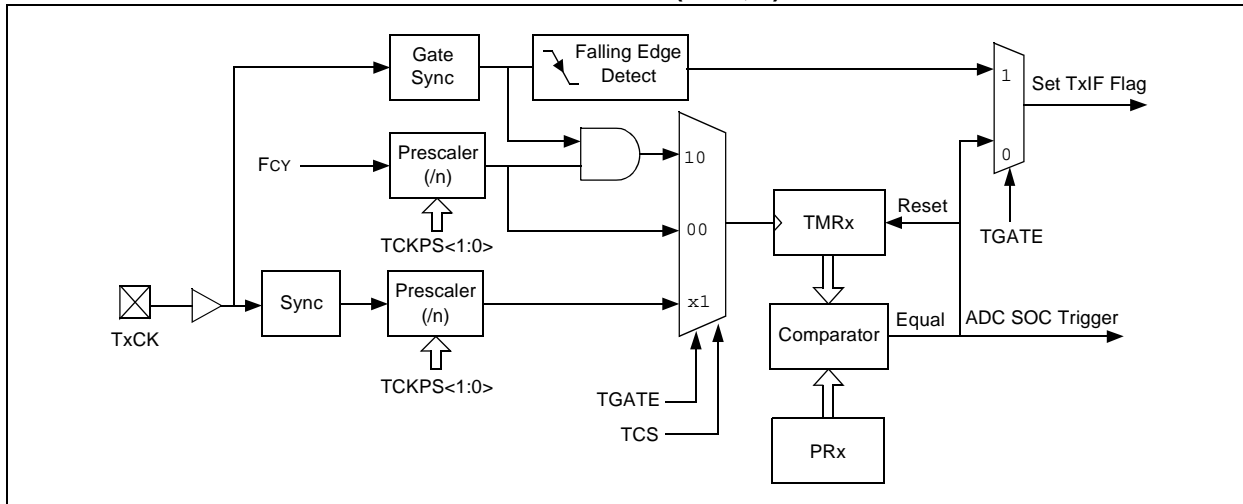 Gate
Sync
Falling Edge
Detect
1
Set TxIF Flag
0
FCY
Prescaler
(/n)
10
TCKPS<1:0>
00
TMRx
Reset
TGATE
TxCK
Sync
Prescaler
(/n)
x1
Comparator
Equal
ADC SOC Trigger
TCKPS<1:0>
TGATE
TCS
PRx